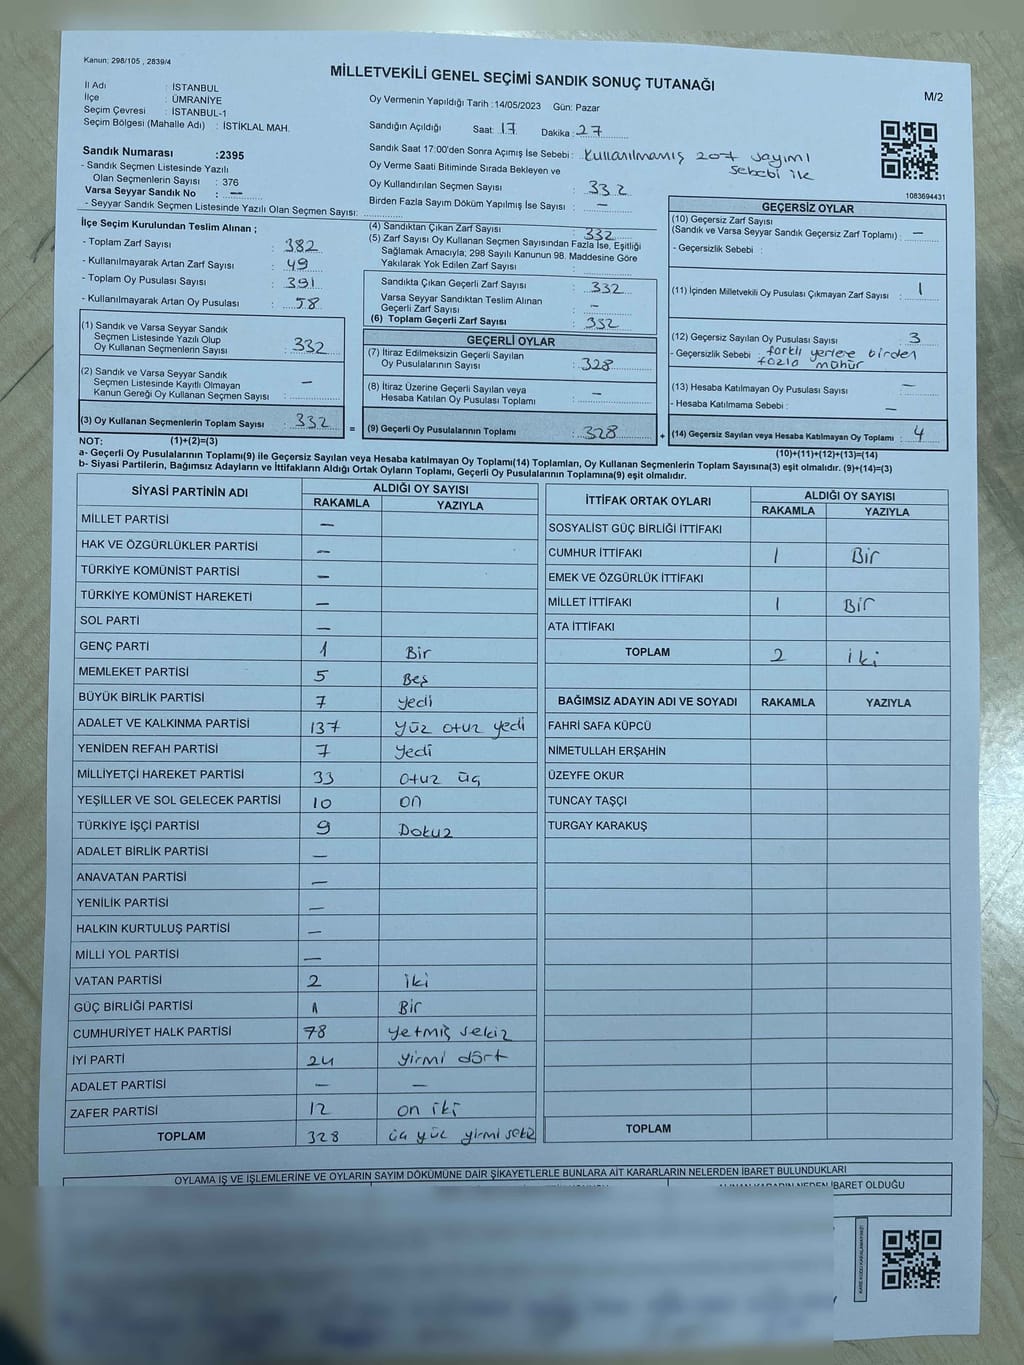 Kanun; 298/105 , 2839/4
MİLLETVEKİLİ GENEL SEÇİMİ SANDIK SONUÇ TUTANAĞI
M/2
İl Adı : İSTANBUL
İlçe : ÜMRANİYE
Seçim Çevresi : İSTANBUL-1
Seçim Bölgesi (Mahalle Adı) : İSTİKLAL MAH.
Oy Vermenin Yapıldığı Tarih :14/05/2023 Gün: Pazar
Sandığın Açıldığı Saat: 17 Dakika : 27
Sandık Saat 17:00'den Sonra Açımış İse Sebebi : Kullanılmamış zarf sayımı
sebebi ile
Oy Verme Saati Bitiminde Sırada Bekleyen ve
Oy Kullandırılan Seçmen Sayısı : 332
Birden Fazla Sayım Döküm Yapılmış İse Sayısı : —
1083694431
Sandık Numarası :2395
- Sandık Seçmen Listesinde Yazılı
Olan Seçmenlerin Sayısı : 376
Varsa Seyyar Sandık No : —
- Seyyar Sandık Seçmen Listesinde Yazılı Olan Seçmen Sayısı:
İlçe Seçim Kurulundan Teslim Alınan ;
- Toplam Zarf Sayısı : 382
- Kullanılmayarak Artan Zarf Sayısı : 49
- Toplam Oy Pusulası Sayısı : 391
- Kullanılmayarak Artan Oy Pusulası : 58
(1) Sandık ve Varsa Seyyar Sandık
Seçmen Listesinde Yazılı Olup
Oy Kullanan Seçmenlerin Sayısı : 332
(2) Sandık ve Varsa Seyyar Sandık
Seçmen Listesinde Kayıtlı Olmayan
Kanun Gereği Oy Kullanan Seçmen Sayısı : —
(3) Oy Kullanan Seçmenlerin Toplam Sayısı : 332
(4) Sandıktan Çıkan Zarf Sayısı : 332
(5) Zarf Sayısı Oy Kullanan Seçmen Sayısından Fazla İse, Eşitliği
Sağlamak Amacıyla; 298 Sayılı Kanunun 98. Maddesine Göre
Yakılarak Yok Edilen Zarf Sayısı :
Sandıkta Çıkan Geçerli Zarf Sayısı : 332
Varsa Seyyar Sandıktan Teslim Alınan
Geçerli Zarf Sayısı : —
(6) Toplam Geçerli Zarf Sayısı : 332
GEÇERLİ OYLAR
(7) İtiraz Edilmeksizin Geçerli Sayılan
Oy Pusulalarının Sayısı : 328
(8) İtiraz Üzerine Geçerli Sayılan veya
Hesaba Katılan Oy Pusulası Toplamı : —
= (9) Geçerli Oy Pusulalarının Toplamı : 328
GEÇERSİZ OYLAR
(10) Geçersiz Zarf Sayısı
(Sandık ve Varsa Seyyar Sandık Geçersiz Zarf Toplamı) : —
- Geçersizlik Sebebi :
(11) İçinden Milletvekili Oy Pusulası Çıkmayan Zarf Sayısı : 1
(12) Geçersiz Sayılan Oy Pusulası Sayısı : 3
- Geçersizlik Sebebi : farklı yerlere birden
fazla mühür
(13) Hesaba Katılmayan Oy Pusulası Sayısı : —
- Hesaba Katılmama Sebebi : —
+ (14) Geçersiz Sayılan veya Hesaba Katılmayan Oy Toplamı : 4
NOT: (1)+(2)=(3)
(10)+(11)+(12)+(13)=(14)
a- Geçerli Oy Pusulalarının Toplamı(9) ile Geçersiz Sayılan veya Hesaba katılmayan Oy Toplamı(14) Toplamları, Oy Kullanan Seçmenlerin Toplam Sayısına(3) eşit olmalıdır. (9)+(14)=(3)
b- Siyasi Partilerin, Bağımsız Adayların ve İttifakların Aldığı Ortak Oyların Toplamı, Geçerli Oy Pusulalarının Toplamına(9) eşit olmalıdır.
SİYASİ PARTİNİN ADI ALDIĞI OY SAYISI
RAKAMLA YAZIYLA
MİLLET PARTİSİ —
HAK VE ÖZGÜRLÜKLER PARTİSİ —
TÜRKİYE KOMÜNİST PARTİSİ —
TÜRKİYE KOMÜNİST HAREKETİ —
SOL PARTİ —
GENÇ PARTİ 1 Bir
MEMLEKET PARTİSİ 5 Beş
BÜYÜK BİRLİK PARTİSİ 7 yedi
ADALET VE KALKINMA PARTİSİ 137 yüz otuz yedi
YENİDEN REFAH PARTİSİ 7 yedi
MİLLİYETÇİ HAREKET PARTİSİ 33 otuz üç
YEŞİLLER VE SOL GELECEK PARTİSİ 10 on
TÜRKİYE İŞÇİ PARTİSİ 9 Dokuz
ADALET BİRLİK PARTİSİ —
ANAVATAN PARTİSİ —
YENİLİK PARTİSİ —
HALKIN KURTULUŞ PARTİSİ —
MİLLİ YOL PARTİSİ —
VATAN PARTİSİ 2 iki
GÜÇ BİRLİĞİ PARTİSİ 1 Bir
CUMHURİYET HALK PARTİSİ 78 yetmiş sekiz
İYİ PARTİ 24 yirmi dört
ADALET PARTİSİ — —
ZAFER PARTİSİ 12 on iki
TOPLAM 328 üç yüz yirmi sekiz
İTTİFAK ORTAK OYLARI ALDIĞI OY SAYISI
RAKAMLA YAZIYLA
SOSYALİST GÜÇ BİRLİĞİ İTTİFAKI
CUMHUR İTTİFAKI 1 Bir
EMEK VE ÖZGÜRLÜK İTTİFAKI
MİLLET İTTİFAKI 1 Bir
ATA İTTİFAKI
TOPLAM 2 iki
BAĞIMSIZ ADAYIN ADI VE SOYADI RAKAMLA YAZIYLA
FAHRİ SAFA KÜPCÜ
NİMETULLAH ERŞAHİN
ÜZEYFE OKUR
TUNCAY TAŞÇI
TURGAY KARAKUŞ
TOPLAM
OYLAMA İŞ VE İŞLEMLERİNE VE OYLARIN SAYIM DÖKÜMÜNE DAİR ŞİKAYETLERLE BUNLARA AİT KARARLARIN NELERDEN İBARET BULUNDUKLARI
ALINAN KARARIN NEDEN İBARET OLDUĞU